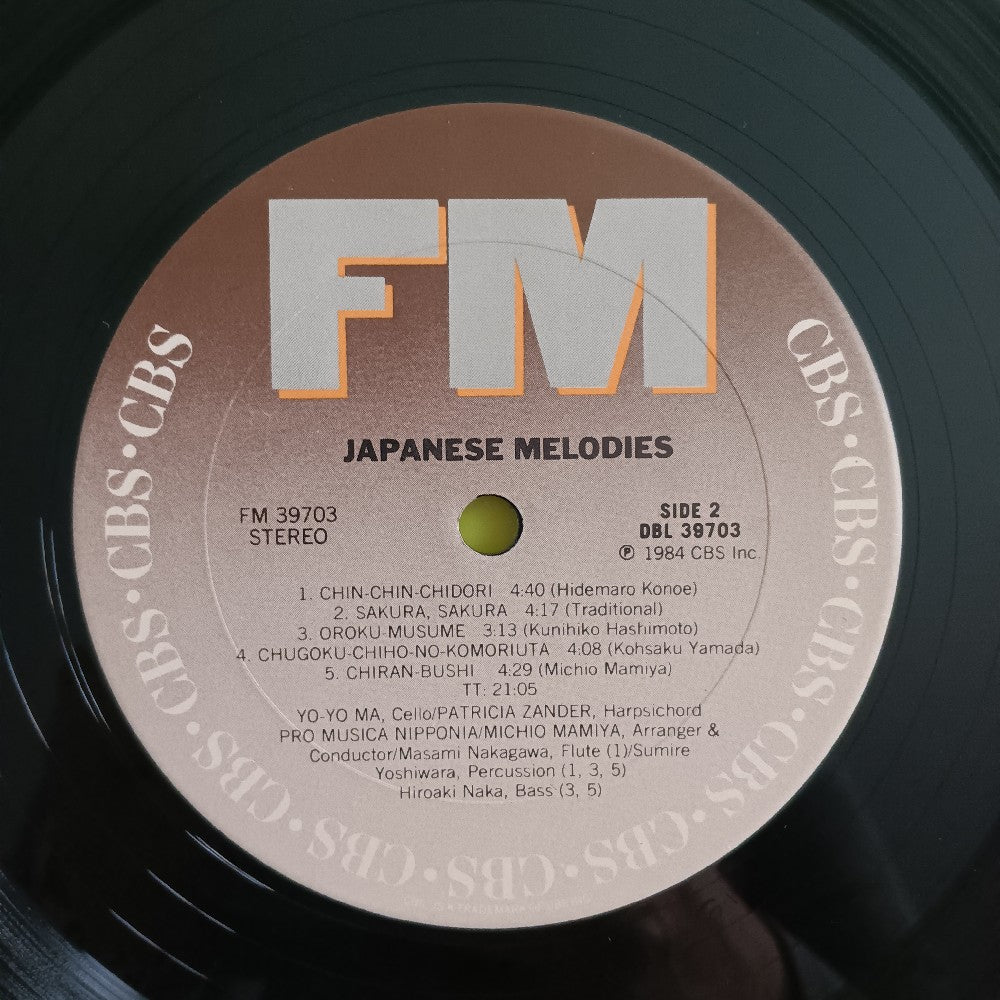 FM
JAPANESE MELODIES
FM 39703
STEREO
SIDE 2
DBL 39703
℗ 1984 CBS Inc.
1. CHIN-CHIN-CHIDORI 4:40 (Hidemaro Konoe)
2. SAKURA, SAKURA 4:17 (Traditional)
3. OROKU-MUSUME 3:13 (Kunihiko Hashimoto)
4. CHUGOKU-CHIHO-NO-KOMORIUTA 4:08 (Kohsaku Yamada)
5. CHIRAN-BUSHI 4:29 (Michio Mamiya)
TT: 21:05
YO-YO MA, Cello/PATRICIA ZANDER, Harpsichord
PRO MUSICA NIPPONIA/MICHIO MAMIYA, Arranger &
Conductor/Masami Nakagawa, Flute (1)/Sumire
Yoshiwara, Percussion (1, 3, 5)
Hiroaki Naka, Bass (3, 5)
CBS • CBS • CBS • CBS • CBS • CBS • CBS • CBS • CBS • CBS • CBS • CBS